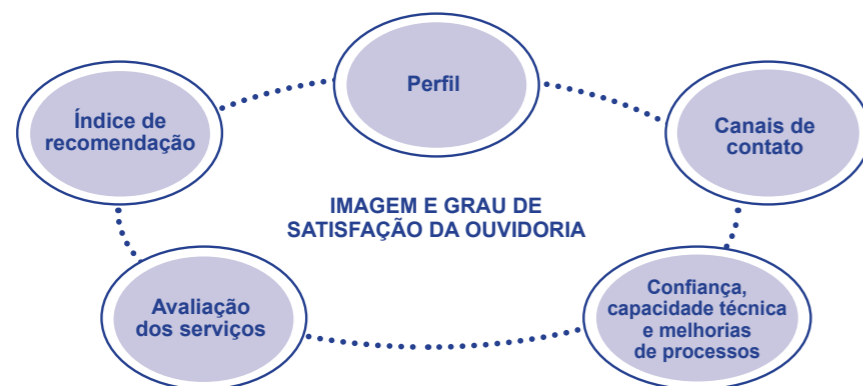 Perfil
Índice de
recomendação
Canais de
contato
IMAGEM E GRAU DE
SATISFAÇÃO DA OUVIDORIA
Avaliação
dos serviços
Confiança,
capacidade técnica
e melhorias
de processos